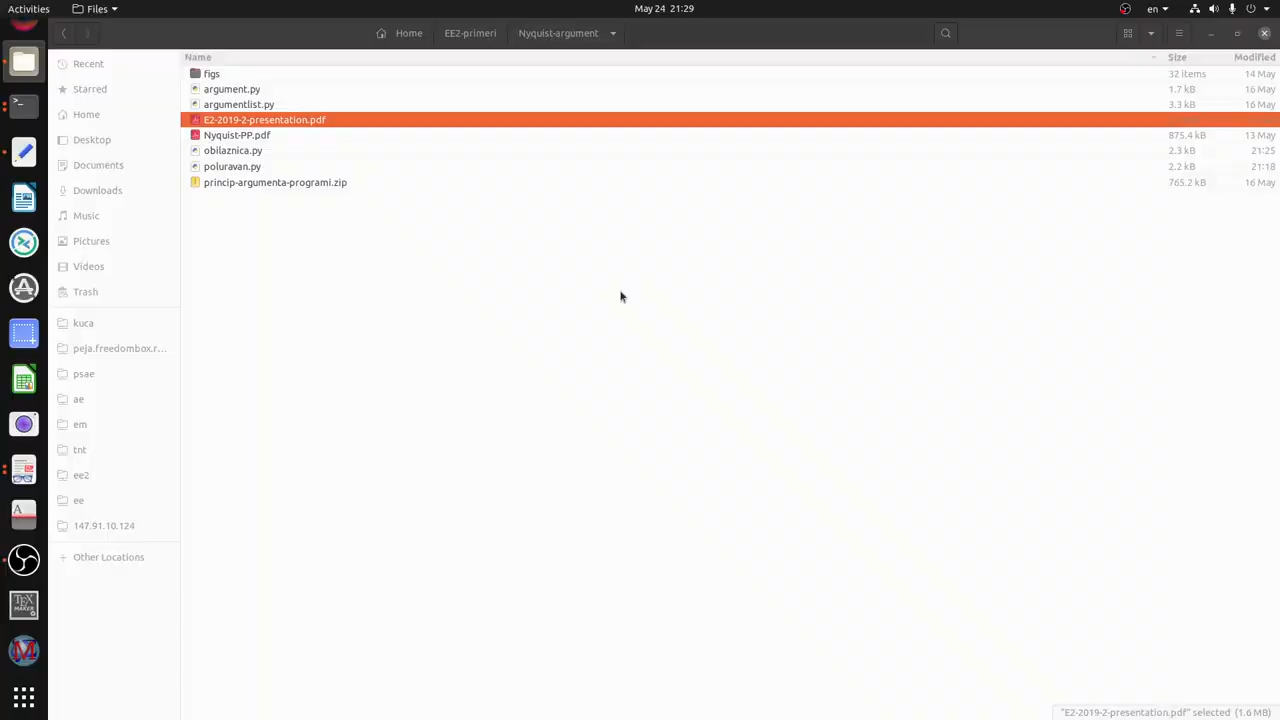 Activities Files May 24 21:29 en
Home EE2-primeri Nyquist-argument
Recent
Starred
Home
Desktop
Documents
Downloads
Music
Pictures
Videos
Trash
kuca
peja.freedombox.r...
psae
ae
em
tnt
ee2
ee
147.91.10.124
+ Other Locations
Name Size Modified
figs 32 items 14 May
argument.py 1.7 kB 16 May
argumentlist.py 3.3 kB 16 May
E2-2019-2-presentation.pdf
Nyquist-PP.pdf 875.4 kB 13 May
obilaznica.py 2.3 kB 21:25
poluravan.py 2.2 kB 21:18
princip-argumenta-programi.zip 765.2 kB 16 May
"E2-2019-2-presentation.pdf" selected (1.6 MB)
A
TEX
MAKER
M